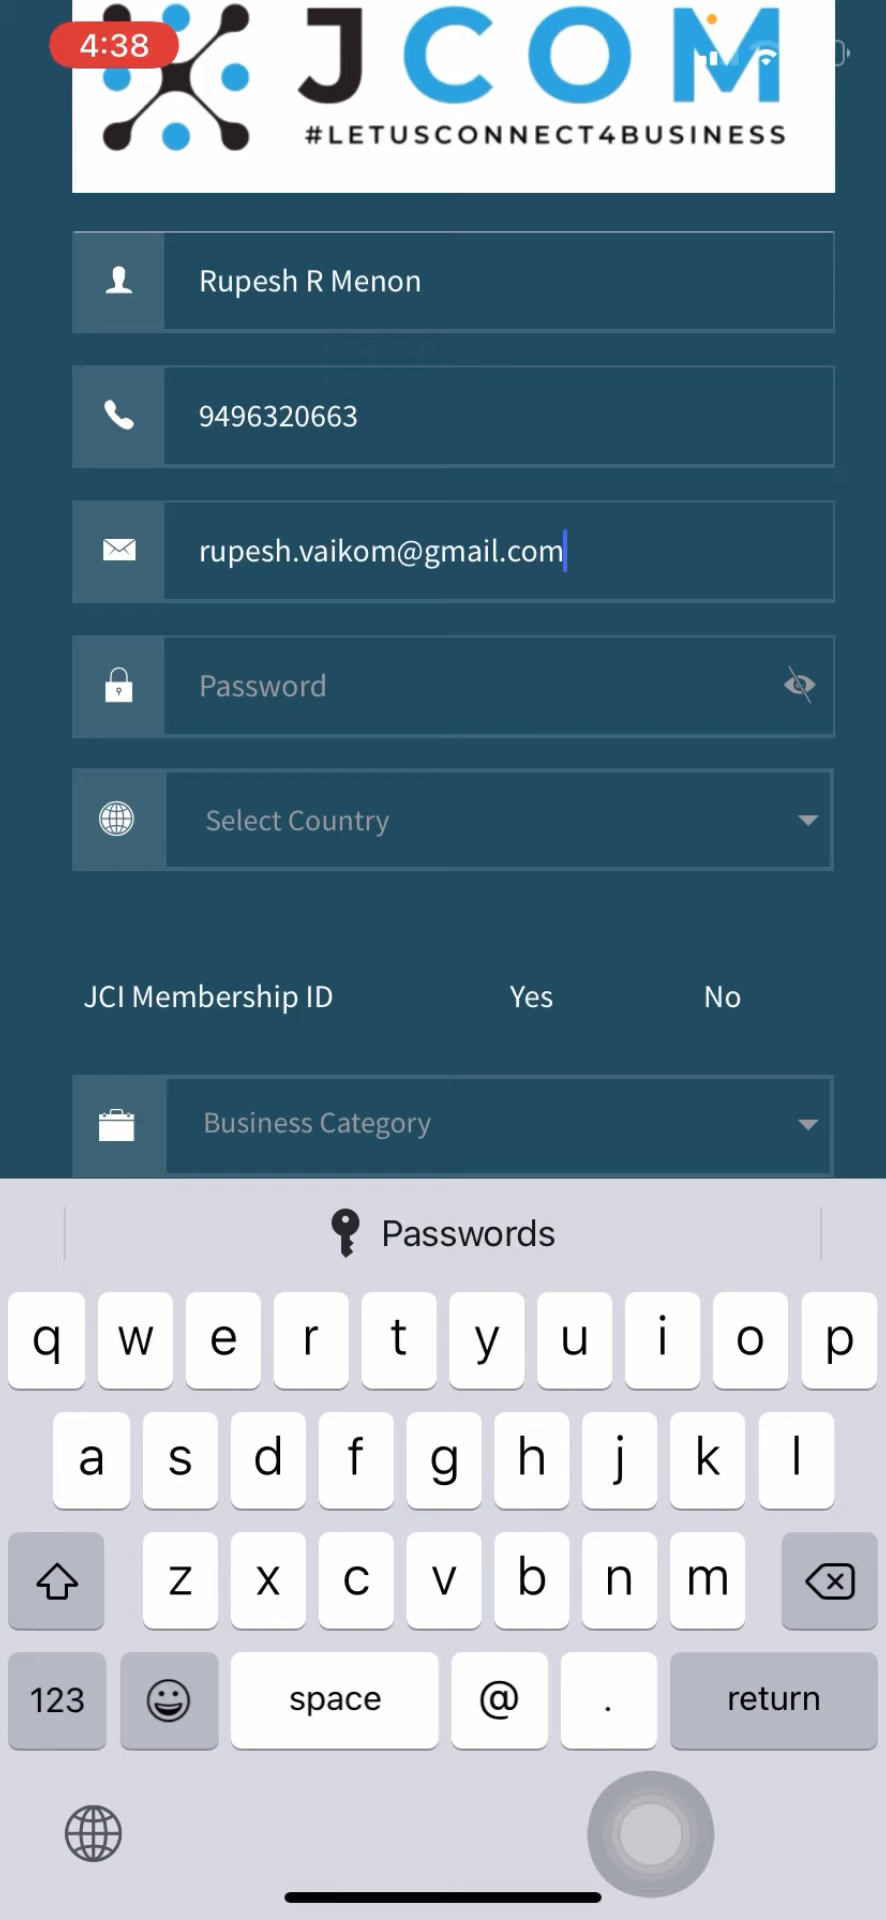 4:38
JCOM
#LETUSCONNECT4BUSINESS
Rupesh R Menon
9496320663
rupesh.vaikom@gmail.com
Password
Select Country
JCI Membership ID Yes No
Business Category
Passwords
q w e r t y u i o p
a s d f g h j k l
z x c v b n m
123 space @ . return